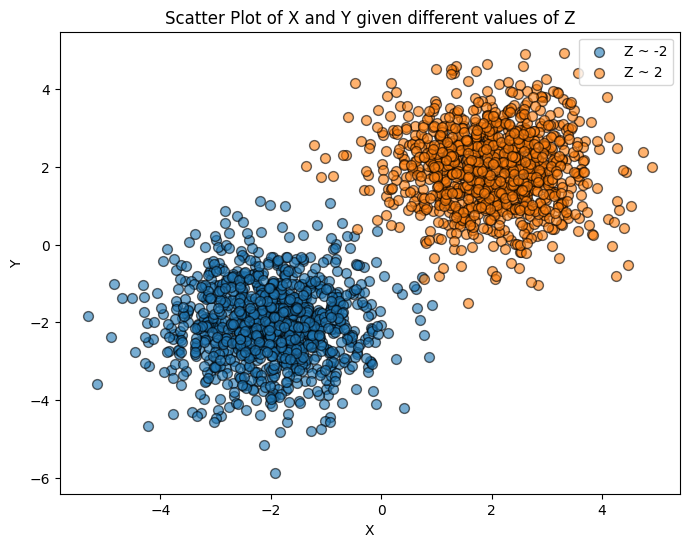 Scatter Plot of X and Y given different values of Z
Z ~ -2
Z ~ 2
4
2
0
−2
−4
−6
Y
−4
−2
0
2
4
X